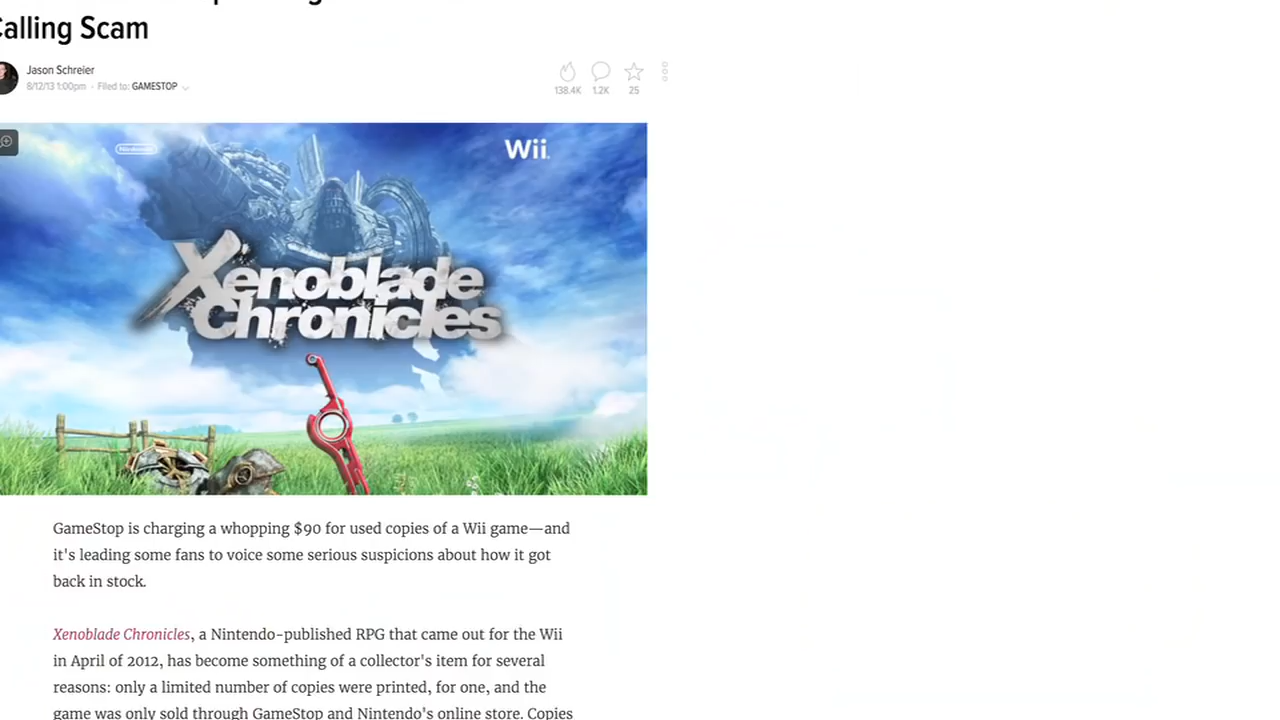 Calling Scam
Jason Schreier
8/12/13 1:00pm · Filed to: GAMESTOP
138.4K 1.2K 25
Nintendo
Wii
Xenoblade
Chronicles
GameStop is charging a whopping $90 for used copies of a Wii game—and
it's leading some fans to voice some serious suspicions about how it got
back in stock.
Xenoblade Chronicles, a Nintendo-published RPG that came out for the Wii
in April of 2012, has become something of a collector's item for several
reasons: only a limited number of copies were printed, for one, and the
game was only sold through GameStop and Nintendo's online store. Copies